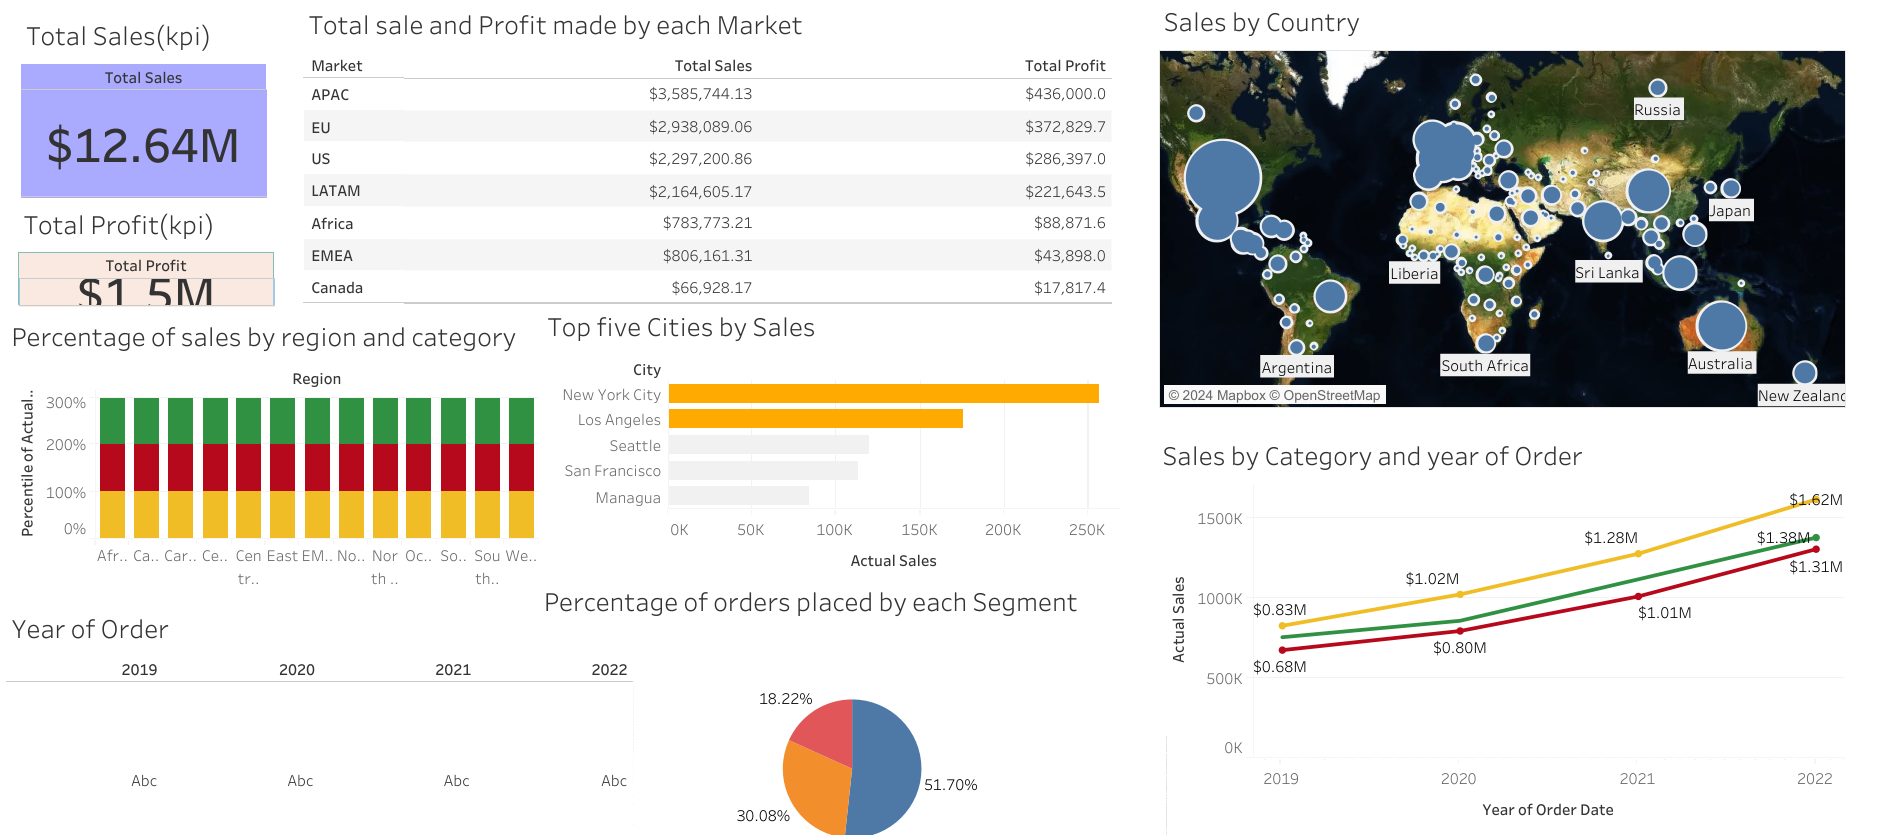 Total Sales(kpi)
Total Sales
$12.64M
Total Profit(kpi)
Total Profit
$1.5M
Total sale and Profit made by each Market
Market Total Sales Total Profit
APAC $3,585,744.13 $436,000.0
EU $2,938,089.06 $372,829.7
US $2,297,200.86 $286,397.0
LATAM $2,164,605.17 $221,643.5
Africa $783,773.21 $88,871.6
EMEA $806,161.31 $43,898.0
Canada $66,928.17 $17,817.4
Sales by Country
Russia
Japan
Liberia
Sri Lanka
Argentina
South Africa
Australia
New Zealand
© 2024 Mapbox © OpenStreetMap
Percentage of sales by region and category
Region
Percentile of Actual..
300%
200%
100%
0%
Afr.. Ca.. Car.. Ce.. Cen East EM.. No.. Nor Oc.. So.. Sou We..
tr.. th .. th..
Top five Cities by Sales
City
New York City
Los Angeles
Seattle
San Francisco
Managua
0K 50K 100K 150K 200K 250K
Actual Sales
Sales by Category and year of Order
Actual Sales
1500K
1000K
500K
0K
$1.62M
$1.28M
$1.38M
$1.31M
$1.02M
$0.83M
$1.01M
$0.80M
$0.68M
2019 2020 2021 2022
Year of Order Date
Year of Order
2019 2020 2021 2022
Abc Abc Abc Abc
Percentage of orders placed by each Segment
18.22%
51.70%
30.08%